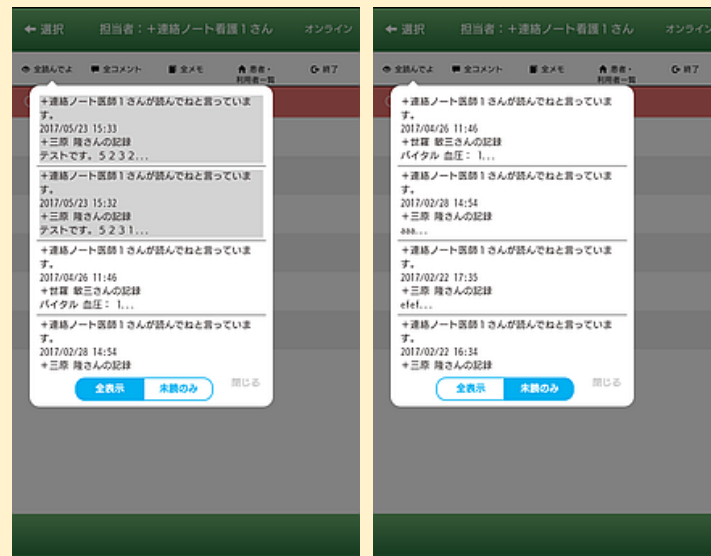 選択
担当者：+連絡ノート看護1さん
オンライン
全読んでよ
全コメント
全メモ
患者・
利用者一覧
終了
+連絡ノート医師1さんが読んでねと言っていま
す。
2017/05/23 15:33
+三原 隆さんの記録
テストです。５２３２...
+連絡ノート医師1さんが読んでねと言っていま
す。
2017/05/23 15:32
+三原 隆さんの記録
テストです。５２３１...
+連絡ノート医師1さんが読んでねと言っていま
す。
2017/04/26 11:46
+世羅 敏三さんの記録
バイタル 血圧： 1...
+連絡ノート医師1さんが読んでねと言っていま
す。
2017/02/28 14:54
+三原 隆さんの記録
全表示
未読のみ
閉じる
選択
担当者：+連絡ノート看護1さん
オンライン
全読んでよ
全コメント
全メモ
患者・
利用者一覧
終了
+連絡ノート医師1さんが読んでねと言っていま
す。
2017/04/26 11:46
+世羅 敏三さんの記録
バイタル 血圧： 1...
+連絡ノート医師1さんが読んでねと言っていま
す。
2017/02/28 14:54
+三原 隆さんの記録
aaa...
+連絡ノート医師1さんが読んでねと言っていま
す。
2017/02/22 17:35
+三原 隆さんの記録
efef...
+連絡ノート医師1さんが読んでねと言っていま
す。
2017/02/22 16:34
+三原 隆さんの記録
全表示
未読のみ
閉じる